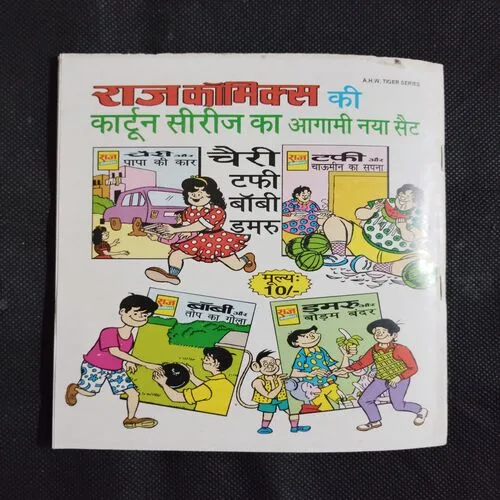 A.H.W. TIGER SERIES
राज कॉमिक्स की
कार्टून सीरीज का आगामी नया सैट
राज
चैरी और
पापा की कार
चैरी
टफी
बॉबी
डमरु
राज
टफी और
चाऊमीन का सपना
मूल्य:
10/-
राज
बॉबी और
तोप का गोला
राज
डमरु और
बोड़म बंदर